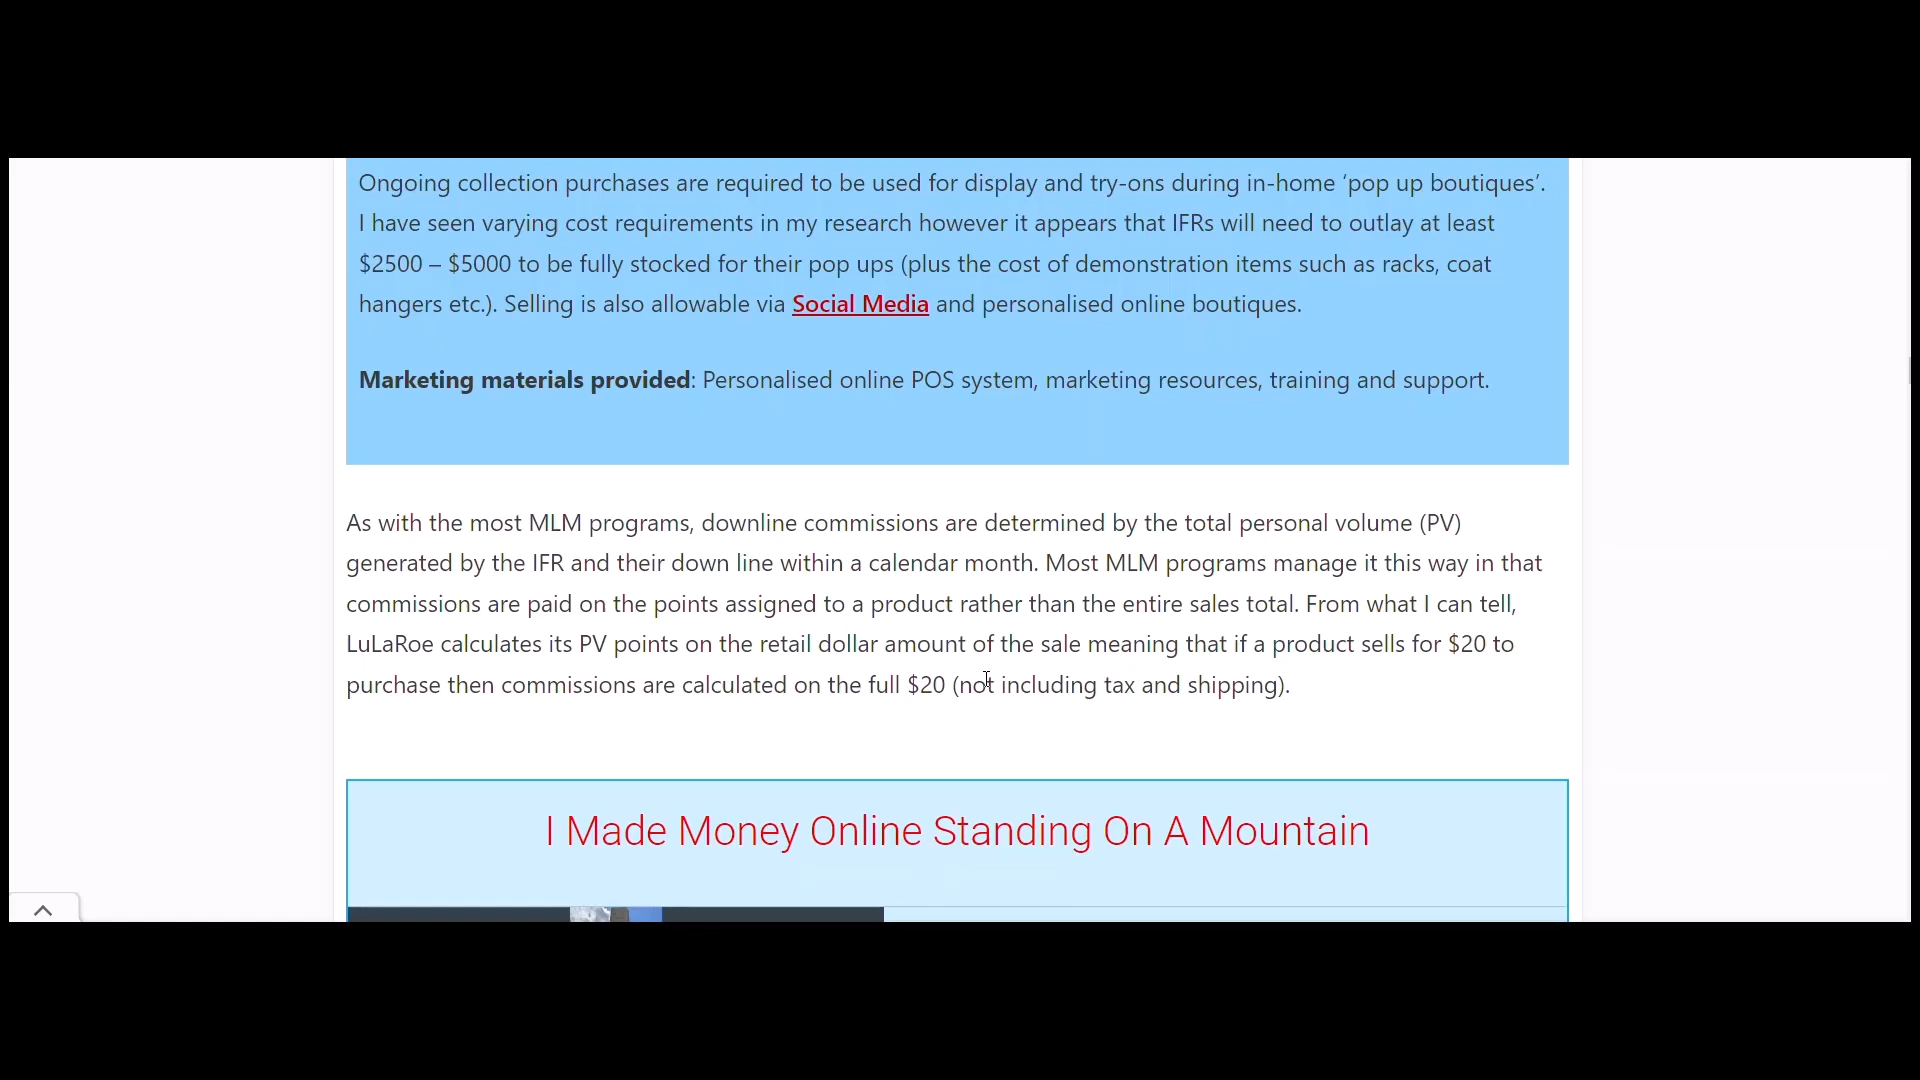 Ongoing collection purchases are required to be used for display and try-ons during in-home ‘pop up boutiques’.
I have seen varying cost requirements in my research however it appears that IFRs will need to outlay at least
$2500 – $5000 to be fully stocked for their pop ups (plus the cost of demonstration items such as racks, coat
hangers etc.). Selling is also allowable via Social Media and personalised online boutiques.
Marketing materials provided: Personalised online POS system, marketing resources, training and support.
As with the most MLM programs, downline commissions are determined by the total personal volume (PV)
generated by the IFR and their down line within a calendar month. Most MLM programs manage it this way in that
commissions are paid on the points assigned to a product rather than the entire sales total. From what I can tell,
LuLaRoe calculates its PV points on the retail dollar amount of the sale meaning that if a product sells for $20 to
purchase then commissions are calculated on the full $20 (not including tax and shipping).
I Made Money Online Standing On A Mountain